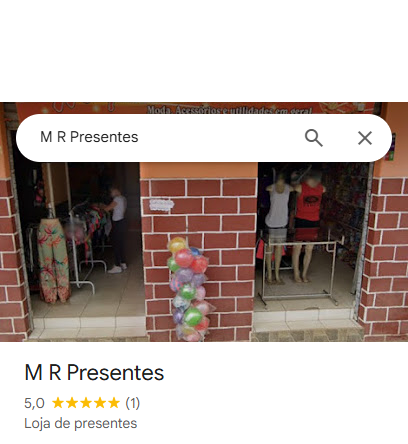 Moda, Acessórios e utilidades em geral
M R Presentes
M R Presentes
5,0 (1)
Loja de presentes